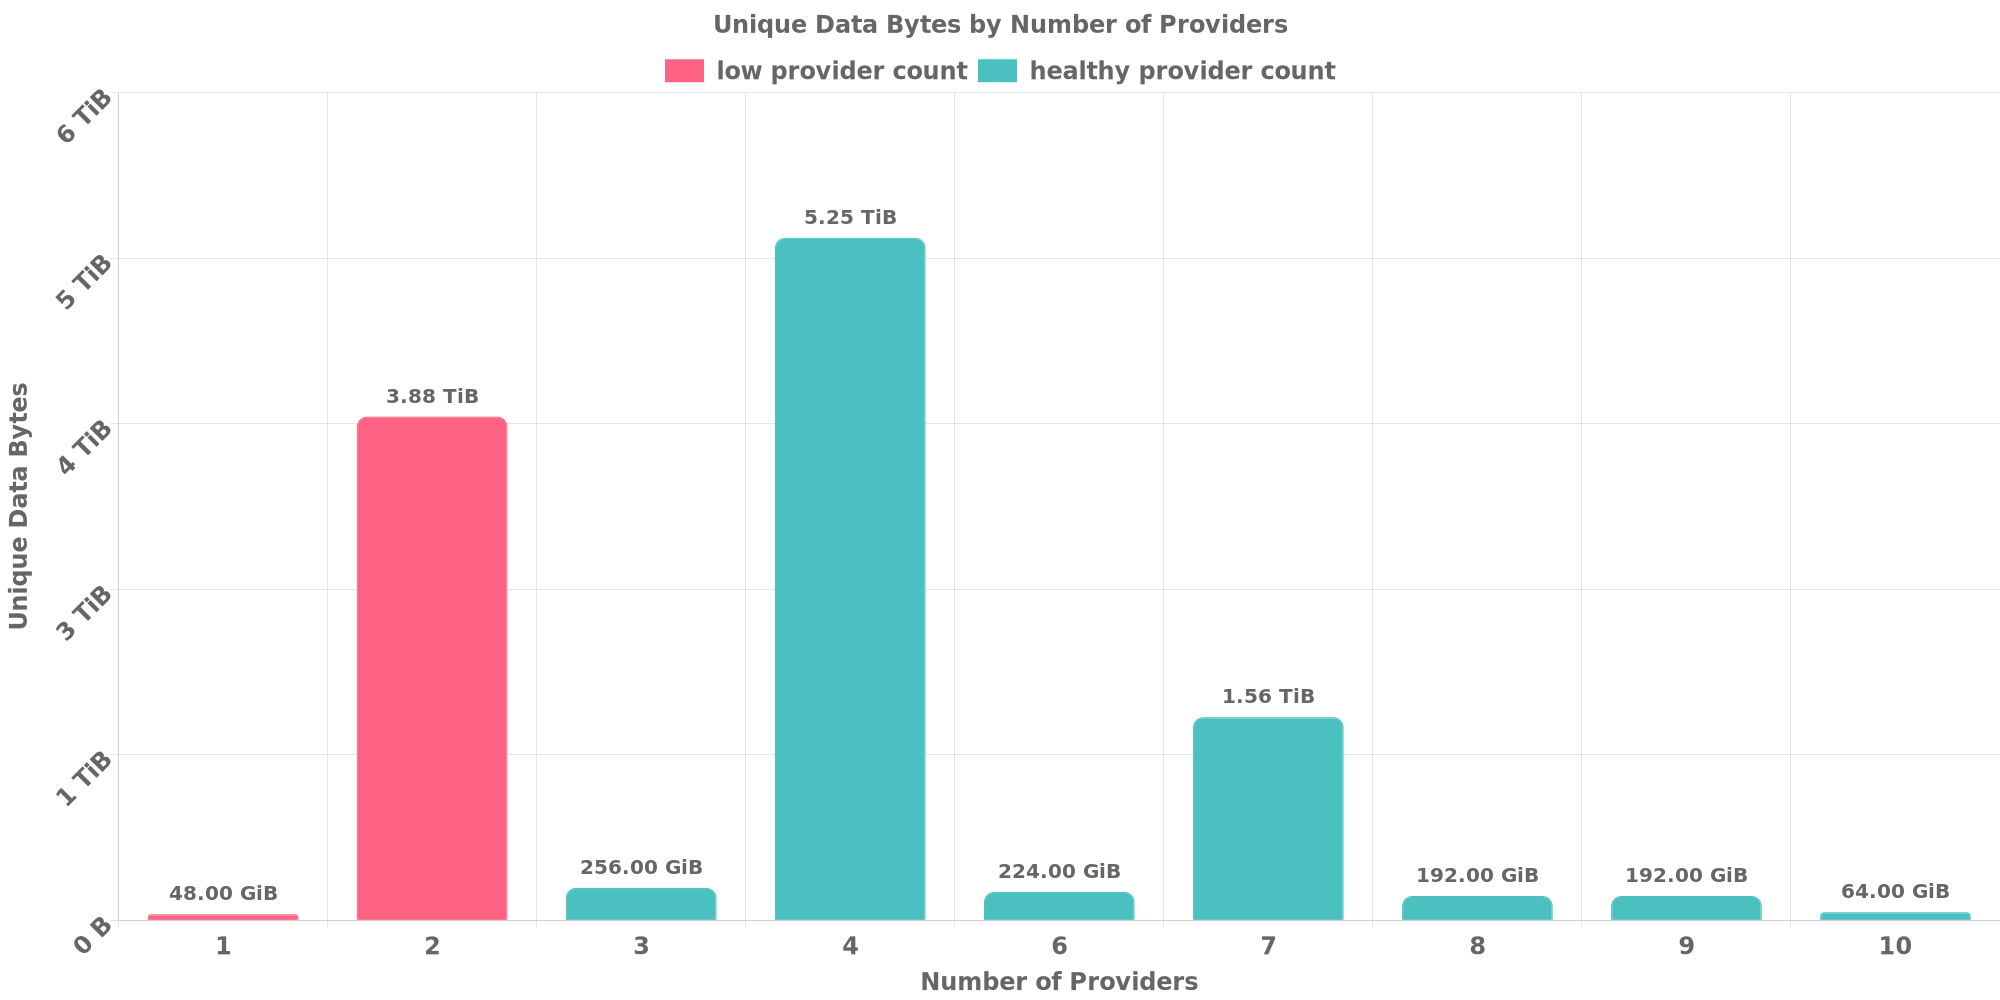 Unique Data Bytes by Number of Providers
low provider count
healthy provider count
Unique Data Bytes
6 TiB
5 TiB
4 TiB
3 TiB
1 TiB
0 B
48.00 GiB
3.88 TiB
256.00 GiB
5.25 TiB
224.00 GiB
1.56 TiB
192.00 GiB
192.00 GiB
64.00 GiB
1 2 3 4 6 7 8 9 10
Number of Providers